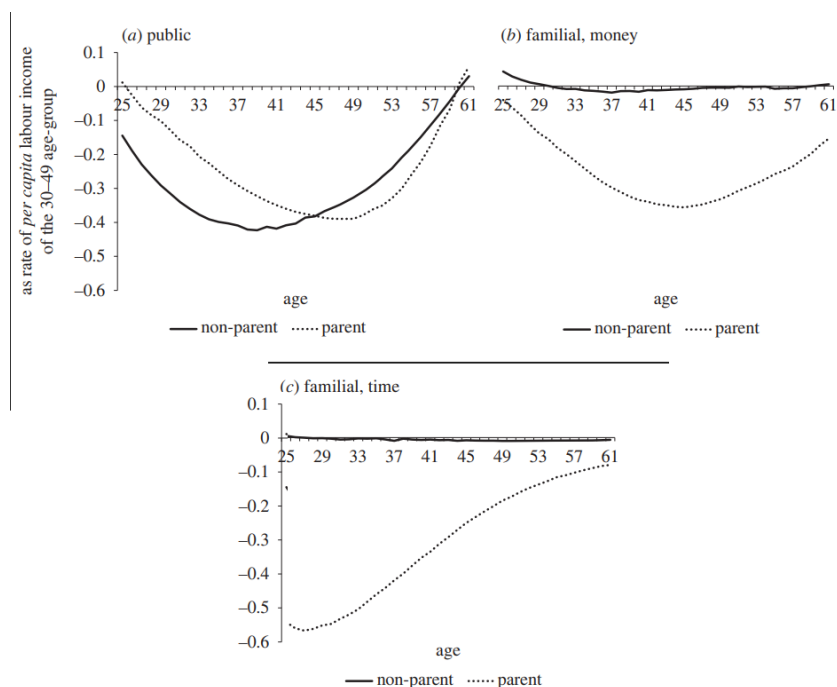 (a) public
(b) familial, money
as rate of per capita labour income
of the 30–49 age-group
0.1
0
−0.1
−0.2
−0.3
−0.4
−0.5
−0.6
25 29 33 37 41 45 49 53 57 61
25 29 33 37 41 45 49 53 57 61
age
age
non-parent parent
non-parent parent
(c) familial, time
0.1
0
−0.1
−0.2
−0.3
−0.4
−0.5
−0.6
25 29 33 37 41 45 49 53 57 61
age
non-parent parent